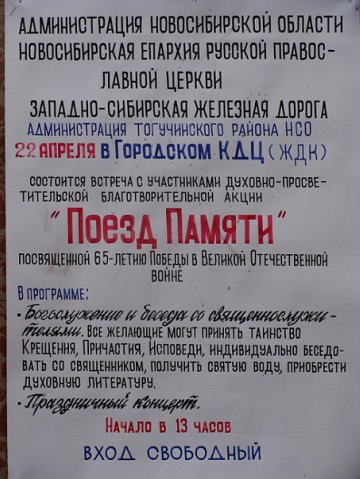 АДМИНИСТРАЦИЯ НОВОСИБИРСКОЙ ОБЛАСТИ
НОВОСИБИРСКАЯ ЕПАРХИЯ РУССКОЙ ПРАВОС-
ЛАВНОЙ ЦЕРКВИ
ЗАПАДНО-СИБИРСКАЯ ЖЕЛЕЗНАЯ ДОРОГА
АДМИНИСТРАЦИЯ ТОГУЧИНСКОГО РАЙОНА НСО
22 АПРЕЛЯ В ГОРОДСКОМ КДЦ (ЖДК)
СОСТОИТСЯ ВСТРЕЧА С УЧАСТНИКАМИ ДУХОВНО-ПРОСВЕ-
ТИТЕЛЬСКОЙ БЛАГОТВОРИТЕЛЬНОЙ АКЦИИ
"ПОЕЗД ПАМЯТИ"
ПОСВЯЩЕННОЙ 65-ЛЕТИЮ ПОБЕДЫ В ВЕЛИКОЙ ОТЕЧЕСТВЕННОЙ
ВОЙНЕ
В ПРОГРАММЕ:
• Богослужение и беседа со священнослужи-
телями. ВСЕ ЖЕЛАЮЩИЕ МОГУТ ПРИНЯТЬ ТАИНСТВО
КРЕЩЕНИЯ, ПРИЧАСТИЯ, ИСПОВЕДИ, ИНДИВИДУАЛЬНО БЕСЕДО-
ВАТЬ СО СВЯЩЕННИКОМ, ПОЛУЧИТЬ СВЯТУЮ ВОДУ, ПРИОБРЕСТИ
ДУХОВНУЮ ЛИТЕРАТУРУ.
• Праздничный концерт.
НАЧАЛО В 13 ЧАСОВ
ВХОД СВОБОДНЫЙ